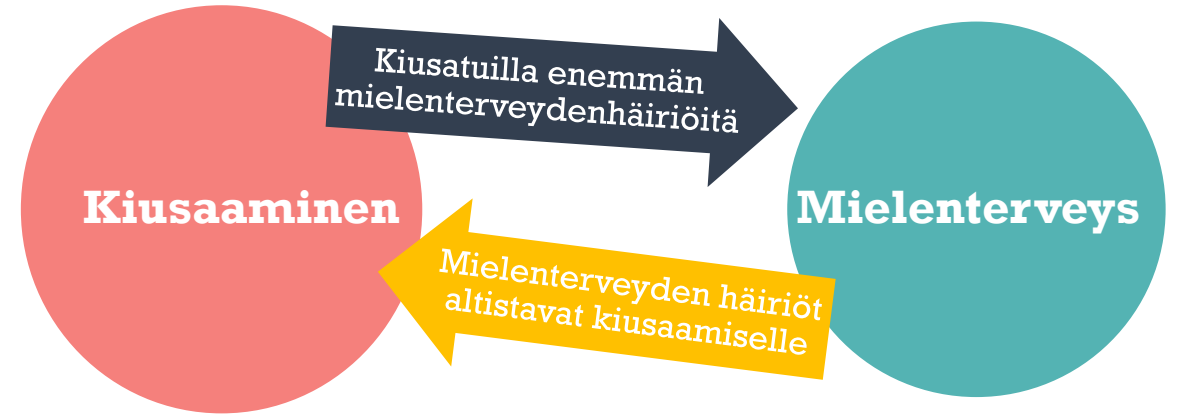 Kiusatuilla enemmän
mielenterveydenhäiriöitä
Kiusaaminen
Mielenterveys
Mielenterveyden häiriöt
altistavat kiusaamiselle